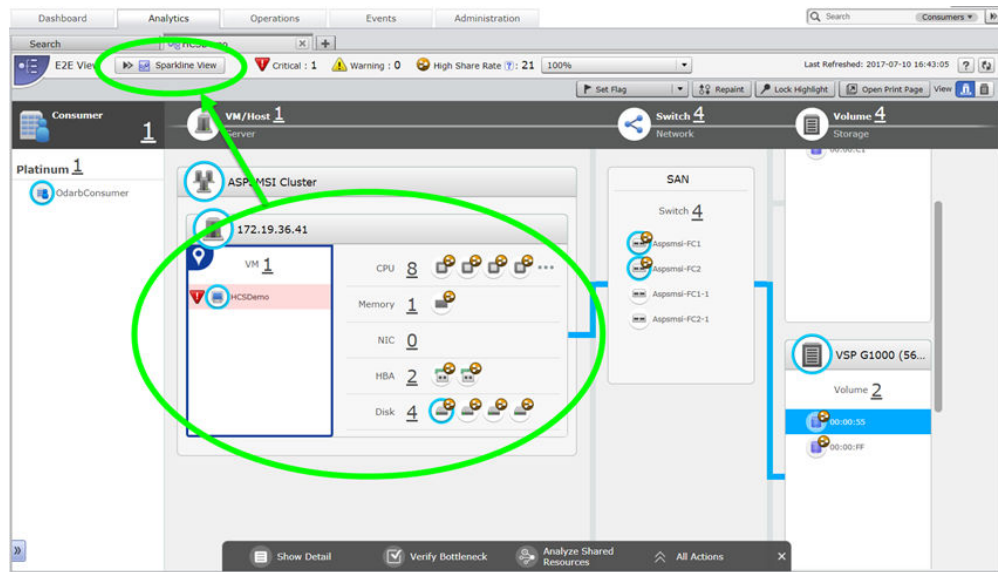 Dashboard Analytics Operations Events Administration Search Consumers
Search HCSDemo
E2E View Sparkline View Critical : 1 Warning : 0 High Share Rate : 21 100% Last Refreshed: 2017-07-10 16:43:05
Set Flag Repaint Lock Highlight Open Print Page View
Consumer 1
VM/Host 1
Server
Switch 4
Network
Volume 4
Storage
Platinum 1
OdarbConsumer
Cluster
172.19.36.41
VM 1
HCSDemo
CPU 8
Memory 1
NIC 0
HBA 2
Disk 4
SAN
Switch 4
Aspsmsi-FC1
Aspsmsi-FC2
Aspsmsi-FC1-1
Aspsmsi-FC2-1
00:00:C1
VSP G1000 (56...
Volume 2
00:00:55
00:00:FF
Show Detail Verify Bottleneck Analyze Shared Resources All Actions